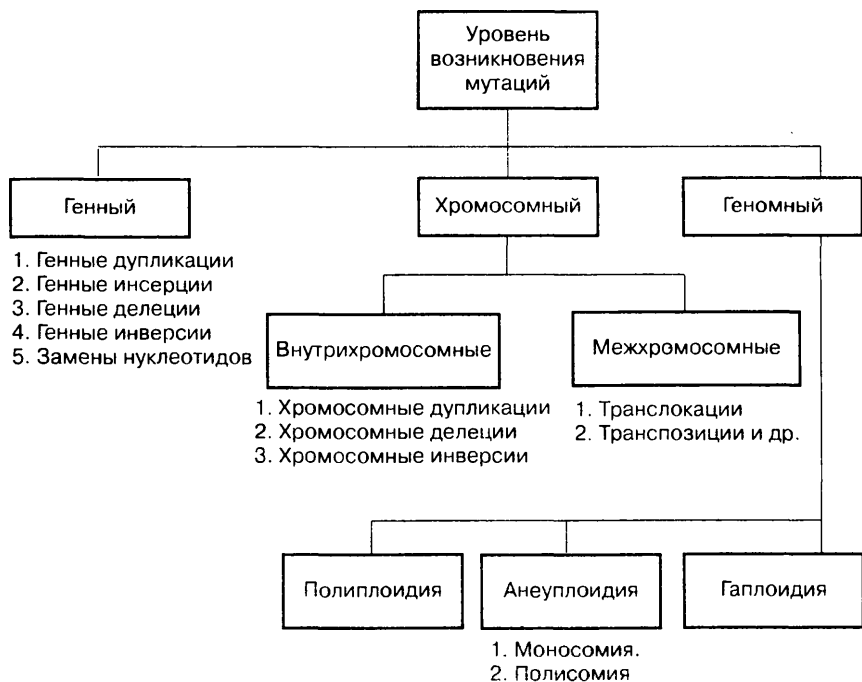 Уровень
возникновения
мутаций
Генный
Хромосомный
Геномный
1. Генные дупликации
2. Генные инсерции
3. Генные делеции
4. Генные инверсии
5. Замены нуклеотидов
Внутрихромосомные
Межхромосомные
1. Хромосомные дупликации
2. Хромосомные делеции
3. Хромосомные инверсии
1. Транслокации
2. Транспозиции и др.
Полиплоидия
Анеуплоидия
Гаплоидия
1. Моносомия.
2. Полисомия